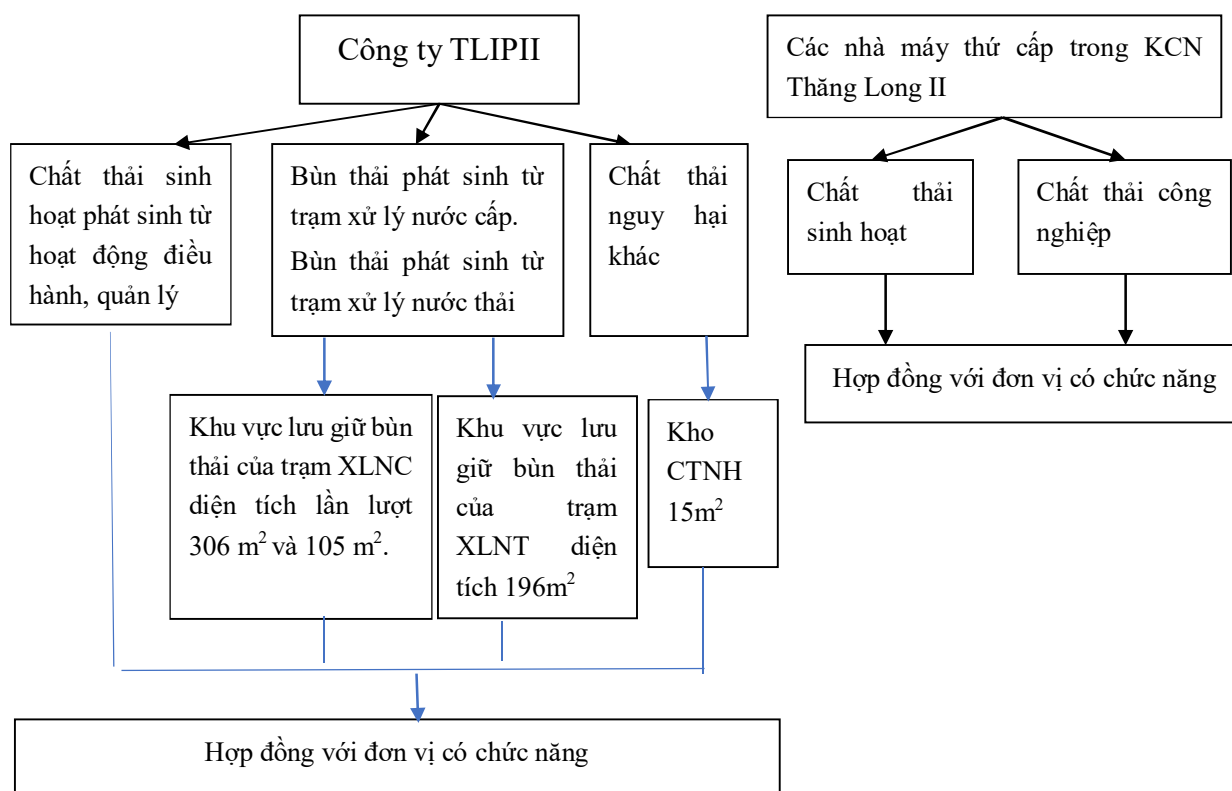 Công ty TLIPII
Các nhà máy thứ cấp trong KCN
Thăng Long II
Chất thải sinh
hoạt phát sinh từ
hoạt động điều
hành, quản lý
Bùn thải phát sinh từ
trạm xử lý nước cấp.
Bùn thải phát sinh từ
trạm xử lý nước thải
Chất thải
nguy hại
khác
Chất thải
sinh hoạt
Chất thải công
nghiệp
Hợp đồng với đơn vị có chức năng
Khu vực lưu giữ bùn
thải của trạm XLNC
diện tích lần lượt
306 m² và 105 m².
Khu vực lưu
giữ bùn thải
của trạm
XLNT diện
tích 196m²
Kho
CTNH
15m²
Hợp đồng với đơn vị có chức năng